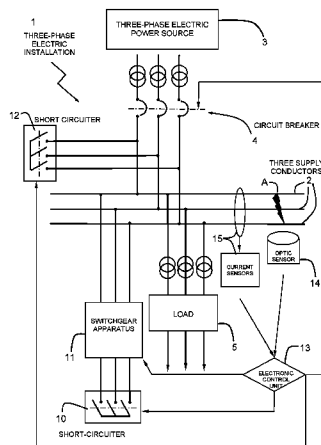 1
THREE-PHASE
ELECTRIC
INSTALLATION
THREE-PHASE ELECTRIC
POWER SOURCE
3
12
SHORT CIRCUITER
CIRCUIT BREAKER
4
THREE SUPPLY
CONDUCTORS
A
2
15
CURRENT
SENSORS
OPTIC
SENSOR
14
SWITCHGEAR
APPARATUS
11
LOAD
5
13
ELECTRONIC
CONTROL
UNIT
10
SHORT-CIRCUITER